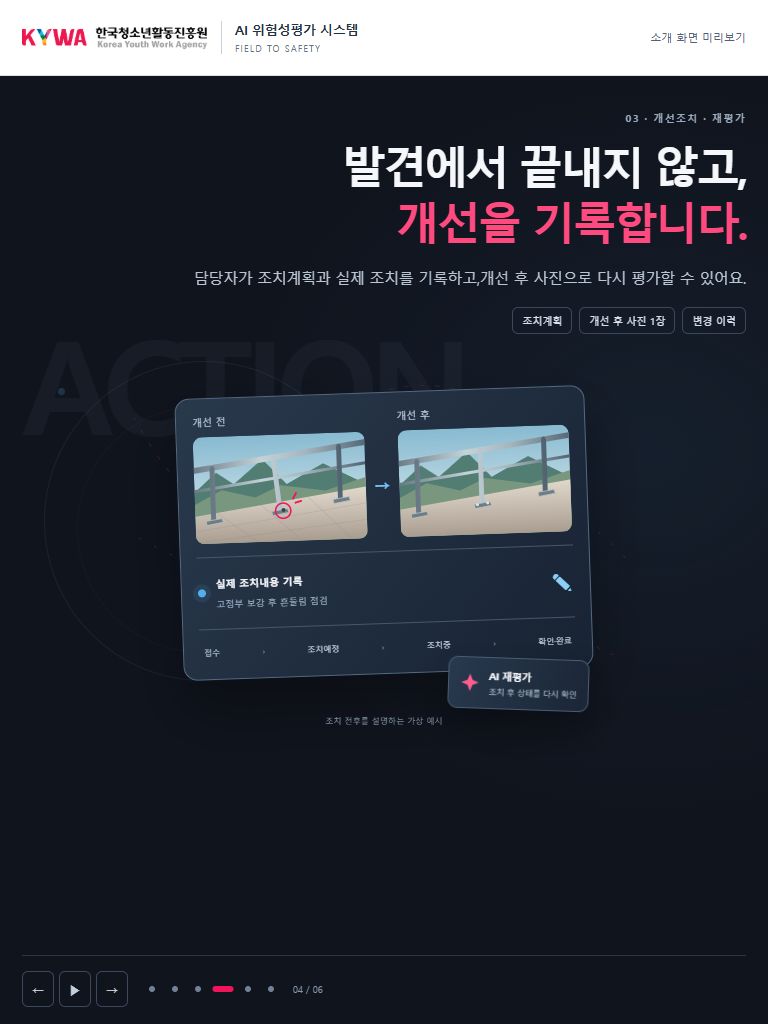 KYWA 한국청소년활동진흥원
Korea Youth Work Agency
AI 위험성평가 시스템
FIELD TO SAFETY
소개 화면 미리보기
03 · 개선조치 · 재평가
발견에서 끝내지 않고,
개선을 기록합니다.
담당자가 조치계획과 실제 조치를 기록하고,개선 후 사진으로 다시 평가할 수 있어요.
조치계획
개선 후 사진 1장
변경 이력
ACTION
개선 전
개선 후
→
실제 조치내용 기록
고정부 보강 후 흔들림 점검
접수 › 조치예정 › 조치중 › 확인·완료
AI 재평가
조치 후 상태를 다시 확인
조치 전후를 설명하는 가상 예시
← ▶ → 04 / 06